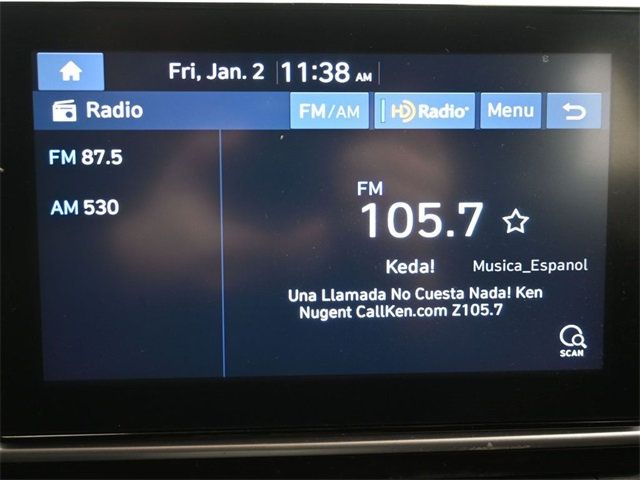 Fri, Jan. 2 11:38 AM
Radio FM/AM HD Radio Menu
FM 87.5
AM 530
FM
105.7
Keda! Musica_Espanol
Una Llamada No Cuesta Nada! Ken
Nugent CallKen.com Z105.7
SCAN